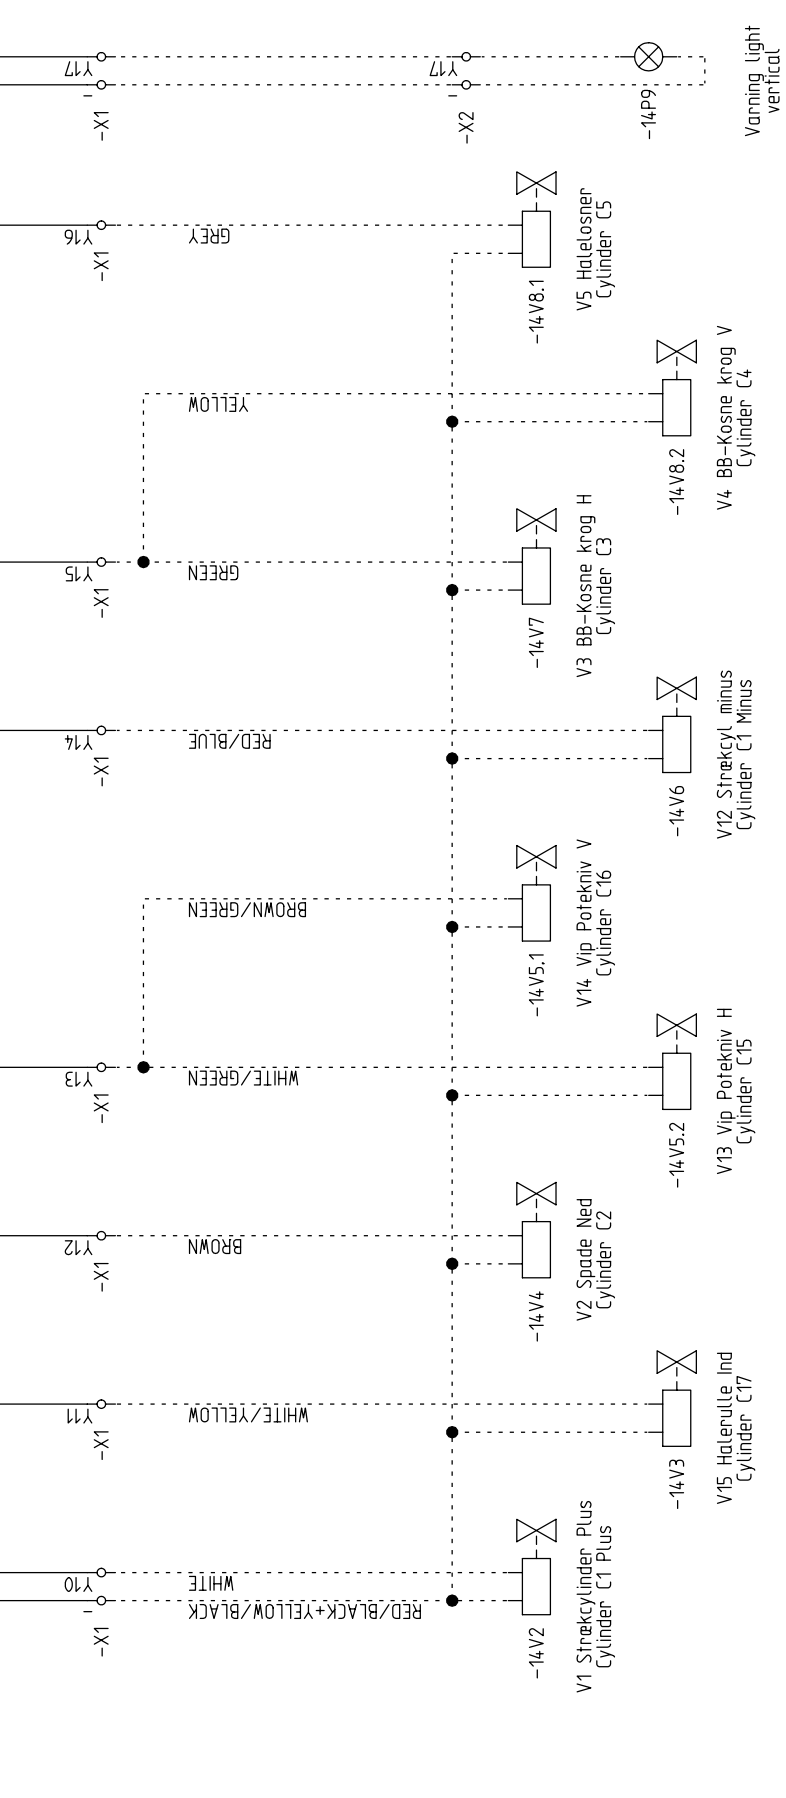 Y17
-
-X1
Y17
-
-X2
-14P9
Varning light
vertical
Y16
-X1
GREY
-14V8.1
V5 Haleløsner
Cylinder C5
YELLOW
-14V8.2
V4 BB-Kosne krog V
Cylinder C4
Y15
-X1
GREEN
-14V7
V3 BB-Kosne krog H
Cylinder C3
Y14
-X1
RED/BLUE
-14V6
V12 Strækcyl minus
Cylinder C1 Minus
BROWN/GREEN
-14V5.1
V14 Vip Potekniv V
Cylinder C16
Y13
-X1
WHITE/GREEN
-14V5.2
V13 Vip Potekniv H
Cylinder C15
Y12
-X1
BROWN
-14V4
V2 Spade Ned
Cylinder C2
Y11
-X1
WHITE/YELLOW
-14V3
V15 Halerulle Ind
Cylinder C17
Y10
-
-X1
WHITE
RED/BLACK+YELLOW/BLACK
-14V2
V1 Strækcylinder Plus
Cylinder C1 Plus